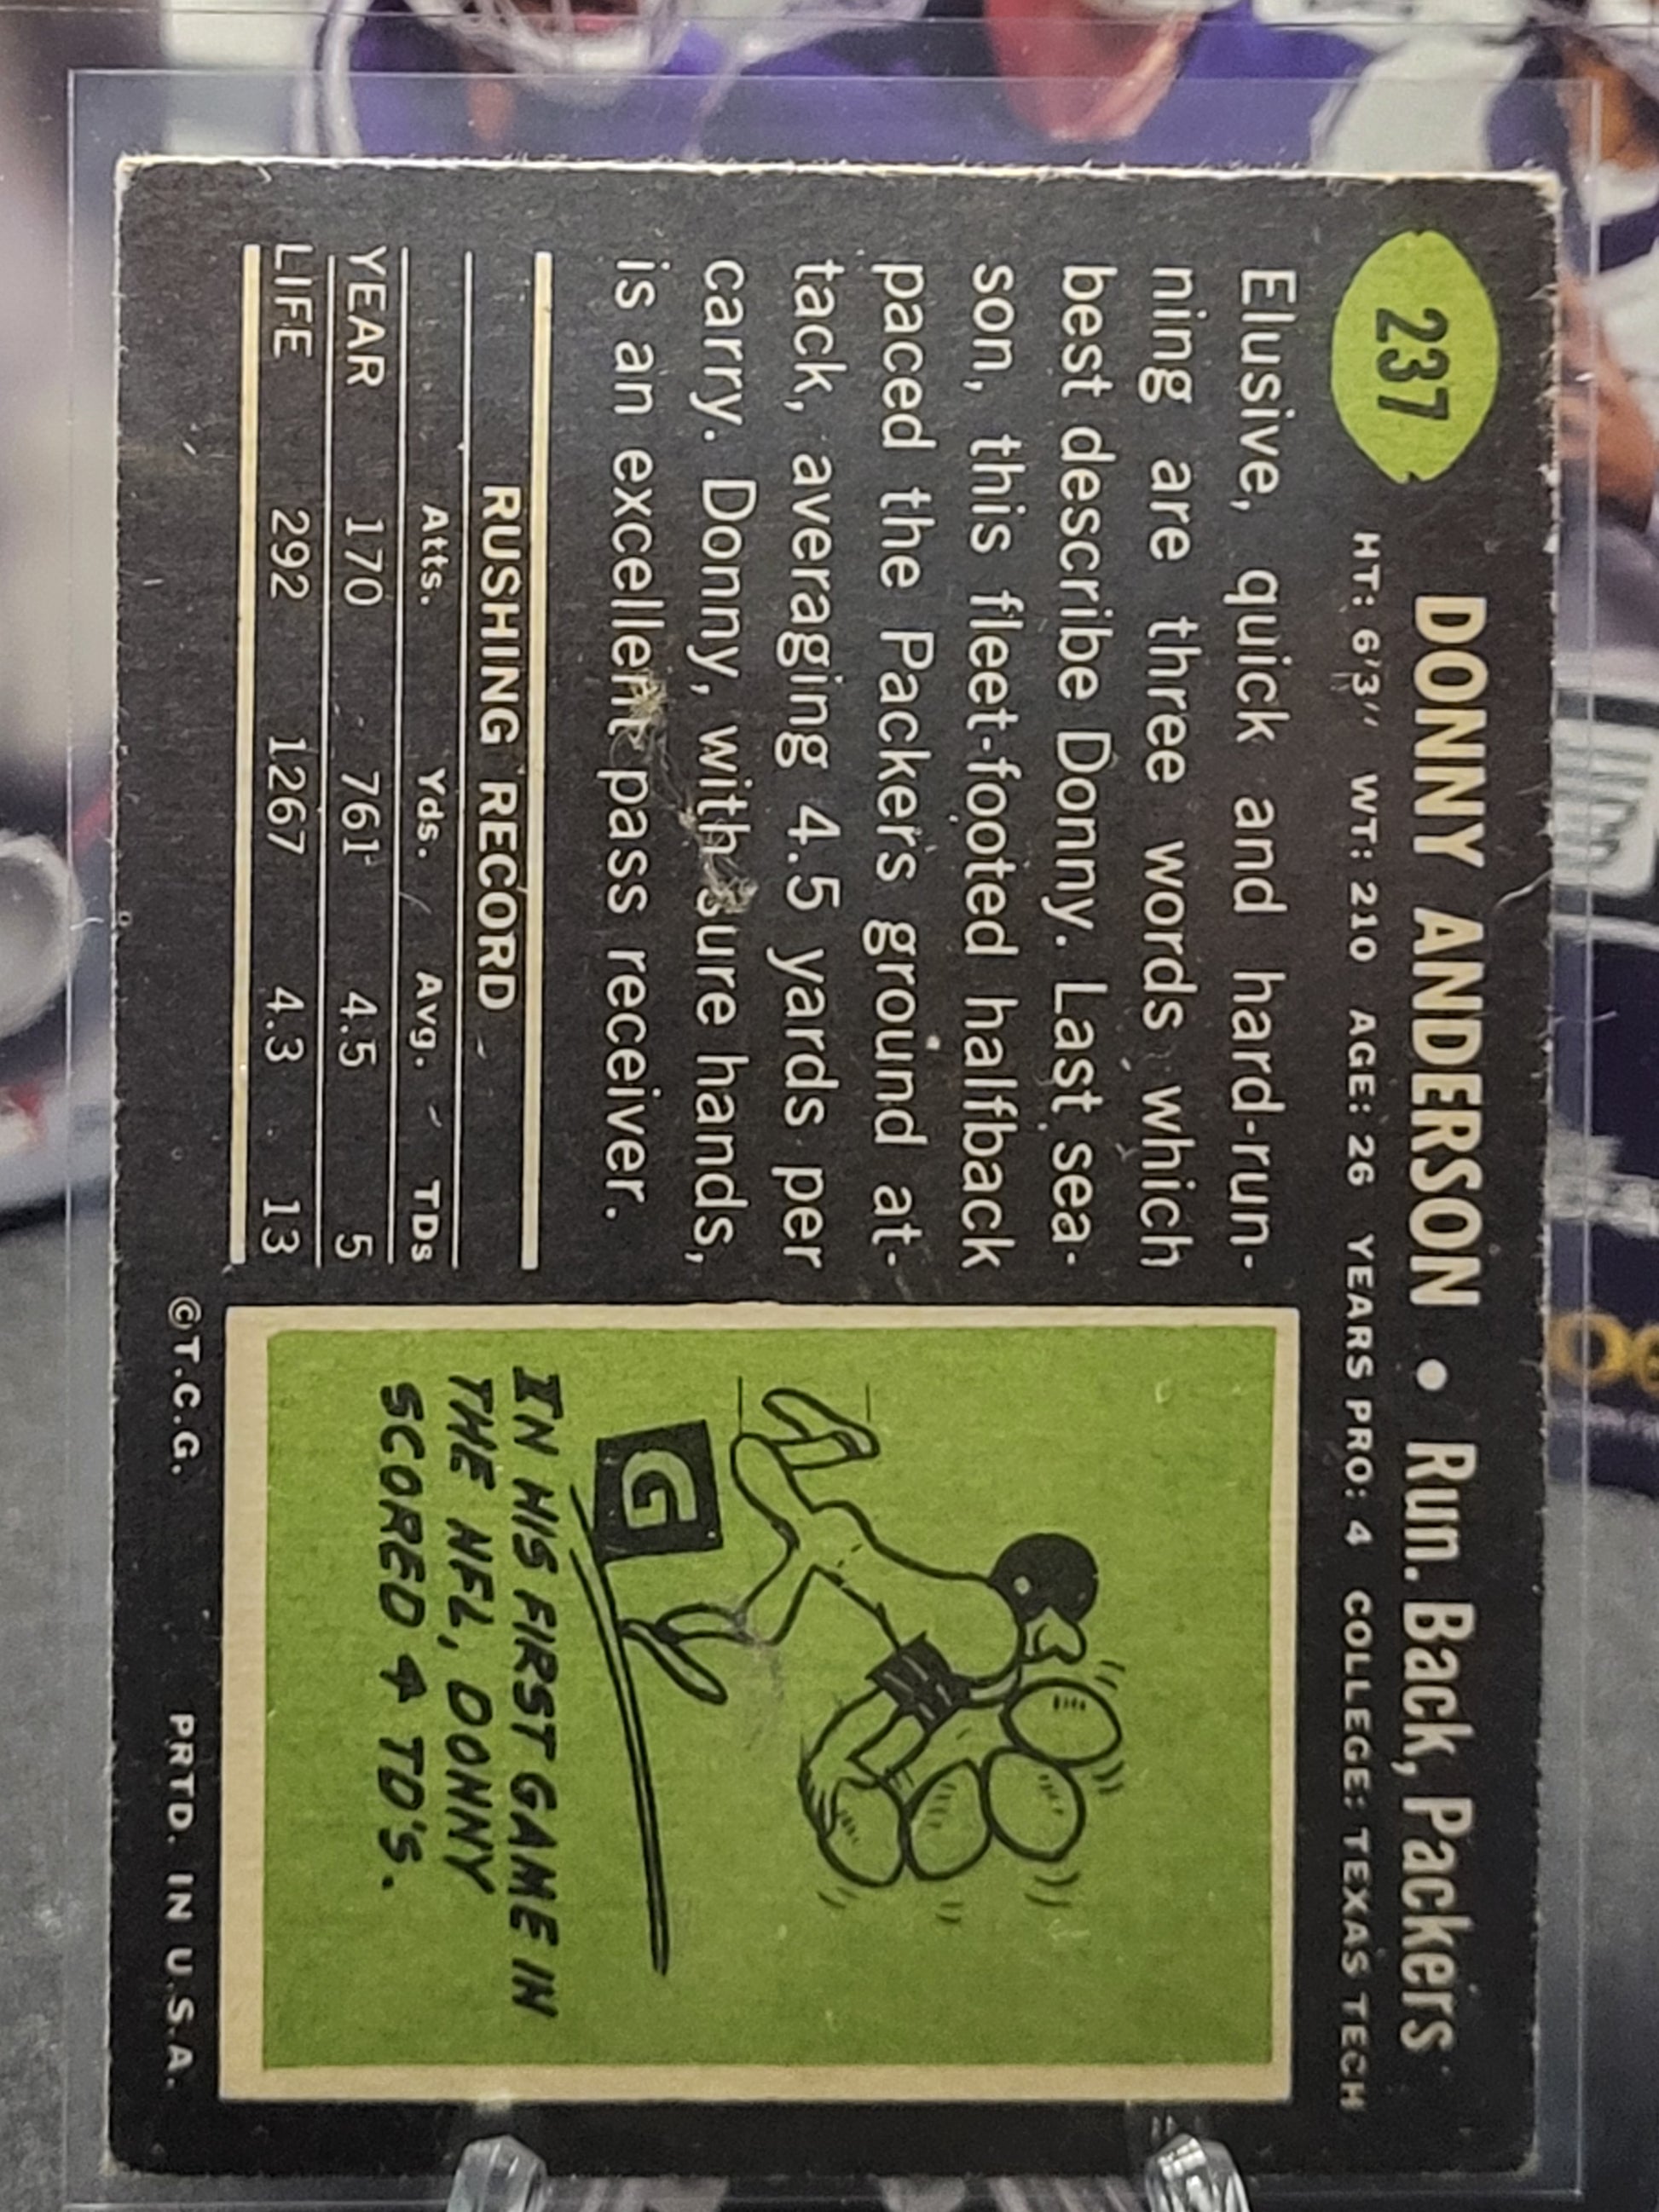 237
DONNY ANDERSON • Run. Back, Packers
HT: 6'3" WT: 210 AGE: 26 YEARS PRO: 4 COLLEGE: TEXAS TECH
Elusive, quick and hard-run-
ning are three words which
best describe Donny. Last sea-
son, this fleet-footed halfback
paced the Packers ground at-
tack, averaging 4.5 yards per
carry. Donny, with sure hands,
is an excellent pass receiver.
RUSHING RECORD
Atts. Yds. Avg. TDs
YEAR 170 761 4.5 5
LIFE 292 1267 4.3 13
G
IN HIS FIRST GAME IN
THE NFL, DONNY
SCORED 4 TD'S.
©T.C.G. PRTD. IN U.S.A.